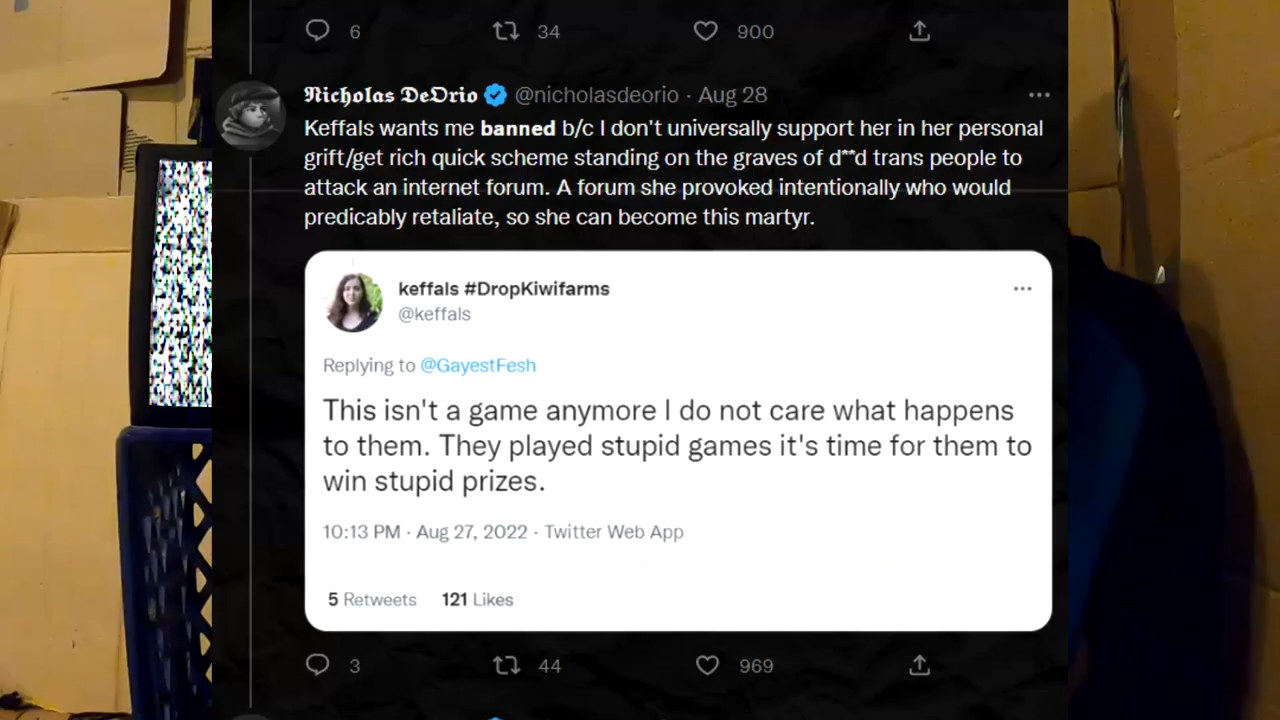 6 34 900
𝕹𝖎𝖈𝖍𝖔𝖑𝖆𝖘 𝕯𝖊𝕺𝖗𝖎𝖔 @nicholasdeorio · Aug 28
Keffals wants me banned b/c I don't universally support her in her personal
grift/get rich quick scheme standing on the graves of d**d trans people to
attack an internet forum. A forum she provoked intentionally who would
predicably retaliate, so she can become this martyr.
keffals #DropKiwifarms
@keffals
Replying to @GayestFesh
This isn't a game anymore I do not care what happens
to them. They played stupid games it's time for them to
win stupid prizes.
10:13 PM · Aug 27, 2022 · Twitter Web App
5 Retweets 121 Likes
3 44 969